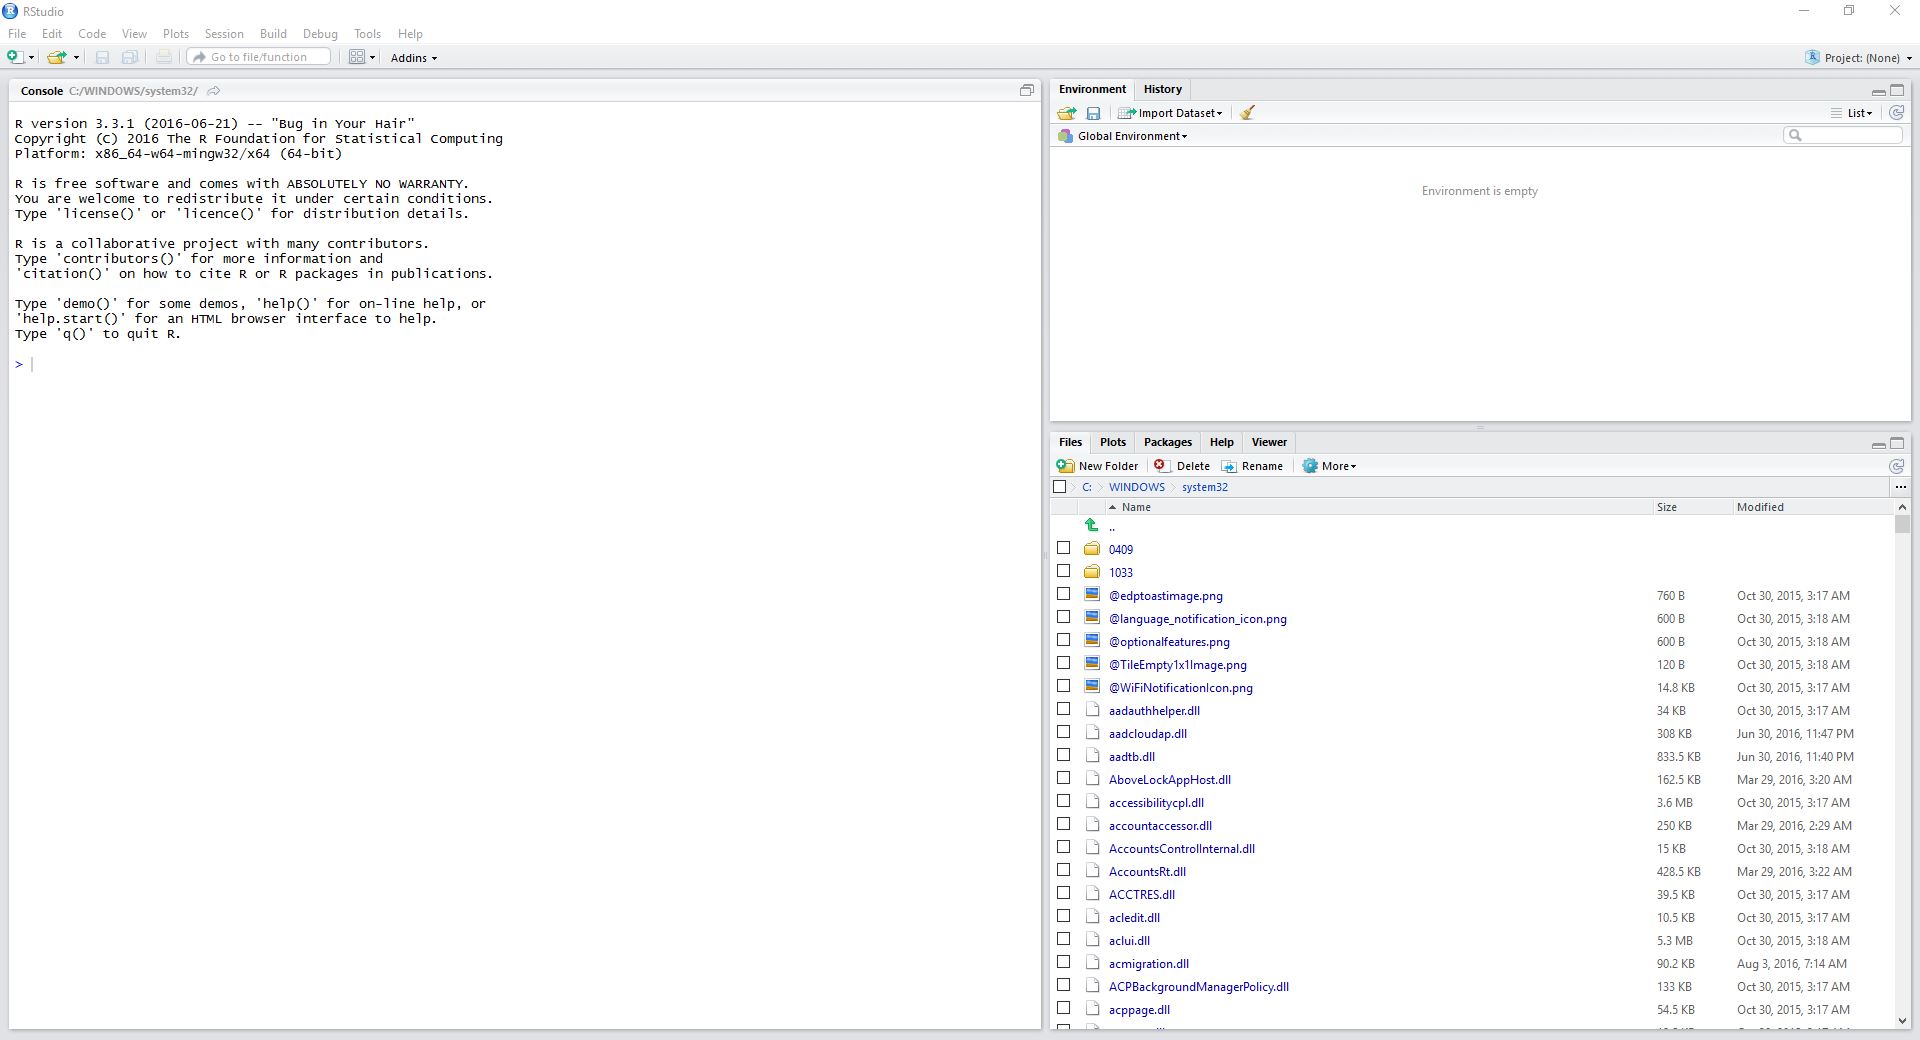 RStudio
File Edit Code View Plots Session Build Debug Tools Help
Go to file/function Addins Project: (None)
Console C:/WINDOWS/system32/
R version 3.3.1 (2016-06-21) -- "Bug in Your Hair"
Copyright (C) 2016 The R Foundation for Statistical Computing
Platform: x86_64-w64-mingw32/x64 (64-bit)
R is free software and comes with ABSOLUTELY NO WARRANTY.
You are welcome to redistribute it under certain conditions.
Type 'license()' or 'licence()' for distribution details.
R is a collaborative project with many contributors.
Type 'contributors()' for more information and
'citation()' on how to cite R or R packages in publications.
Type 'demo()' for some demos, 'help()' for on-line help, or
'help.start()' for an HTML browser interface to help.
Type 'q()' to quit R.
>
Environment History
Import Dataset List
Global Environment
Environment is empty
Files Plots Packages Help Viewer
New Folder Delete Rename More
C: WINDOWS system32 ...
Name Size Modified
..
0409
1033
@edptoastimage.png 760 B Oct 30, 2015, 3:17 AM
@language_notification_icon.png 600 B Oct 30, 2015, 3:18 AM
@optionalfeatures.png 600 B Oct 30, 2015, 3:18 AM
@TileEmpty1x1Image.png 120 B Oct 30, 2015, 3:18 AM
@WiFiNotificationIcon.png 14.8 KB Oct 30, 2015, 3:17 AM
aadauthhelper.dll 34 KB Oct 30, 2015, 3:17 AM
aadcloudap.dll 308 KB Jun 30, 2016, 11:47 PM
aadtb.dll 833.5 KB Jun 30, 2016, 11:40 PM
AboveLockAppHost.dll 162.5 KB Mar 29, 2016, 3:20 AM
accessibilitycpl.dll 3.6 MB Oct 30, 2015, 3:17 AM
accountaccessor.dll 250 KB Mar 29, 2016, 2:29 AM
AccountsControlInternal.dll 15 KB Oct 30, 2015, 3:18 AM
AccountsRt.dll 428.5 KB Mar 29, 2016, 3:22 AM
ACCTRES.dll 39.5 KB Oct 30, 2015, 3:17 AM
acledit.dll 10.5 KB Oct 30, 2015, 3:17 AM
aclui.dll 5.3 MB Oct 30, 2015, 3:18 AM
acmigration.dll 90.2 KB Aug 3, 2016, 7:14 AM
ACPBackgroundManagerPolicy.dll 133 KB Oct 30, 2015, 3:17 AM
acppage.dll 54.5 KB Oct 30, 2015, 3:17 AM